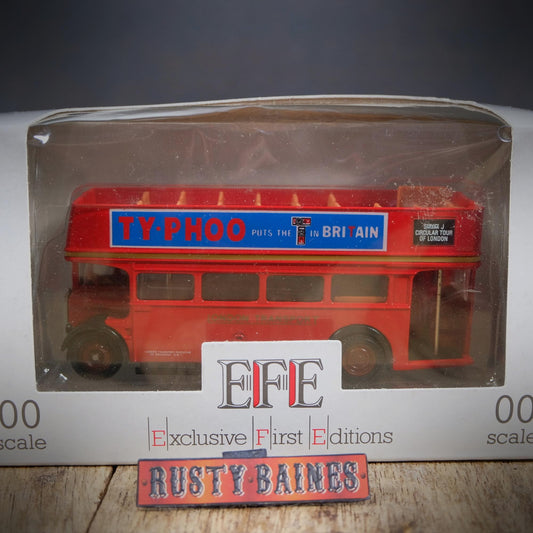 TY·PHOO PUTS THE T IN BRITAIN
CIRCULAR TOUR
OF LONDON
EFE
00
scale
Exclusive First Editions
00
scale
RUSTY BAINES